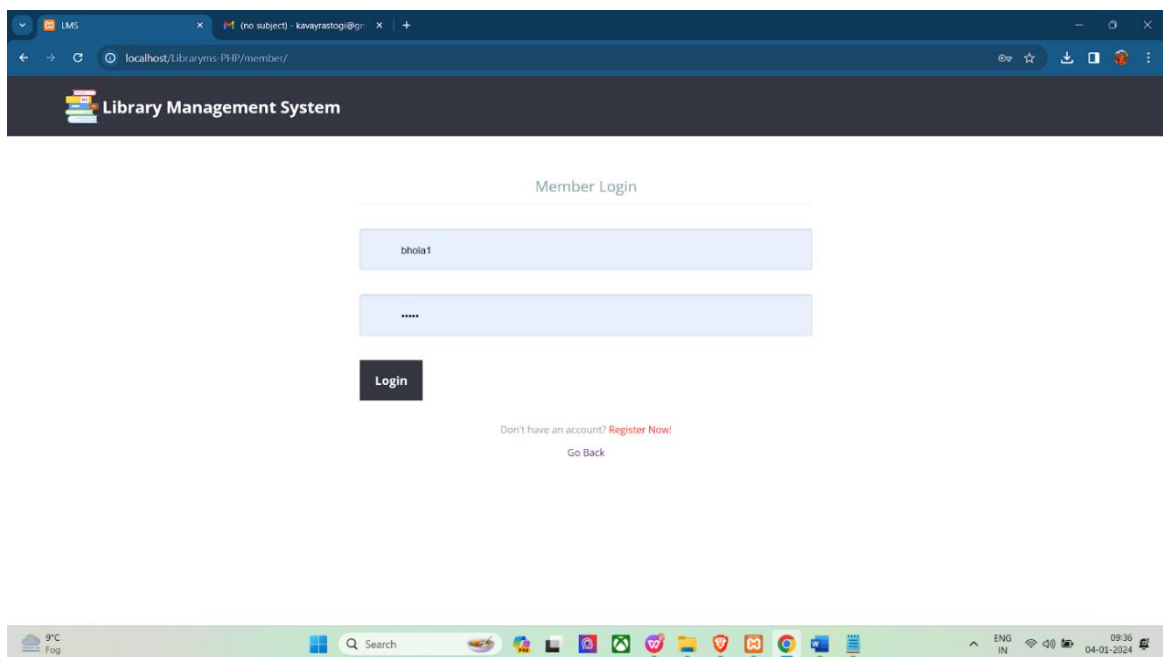 LMS
(no subject) - kavayrastogi@gr
localhost/Libraryms-PHP/member/
Library Management System
Member Login
bhola1
•••••
Login
Don't have an account? Register Now!
Go Back
9°C
Fog
Search
ENG
IN
09:36
04-01-2024